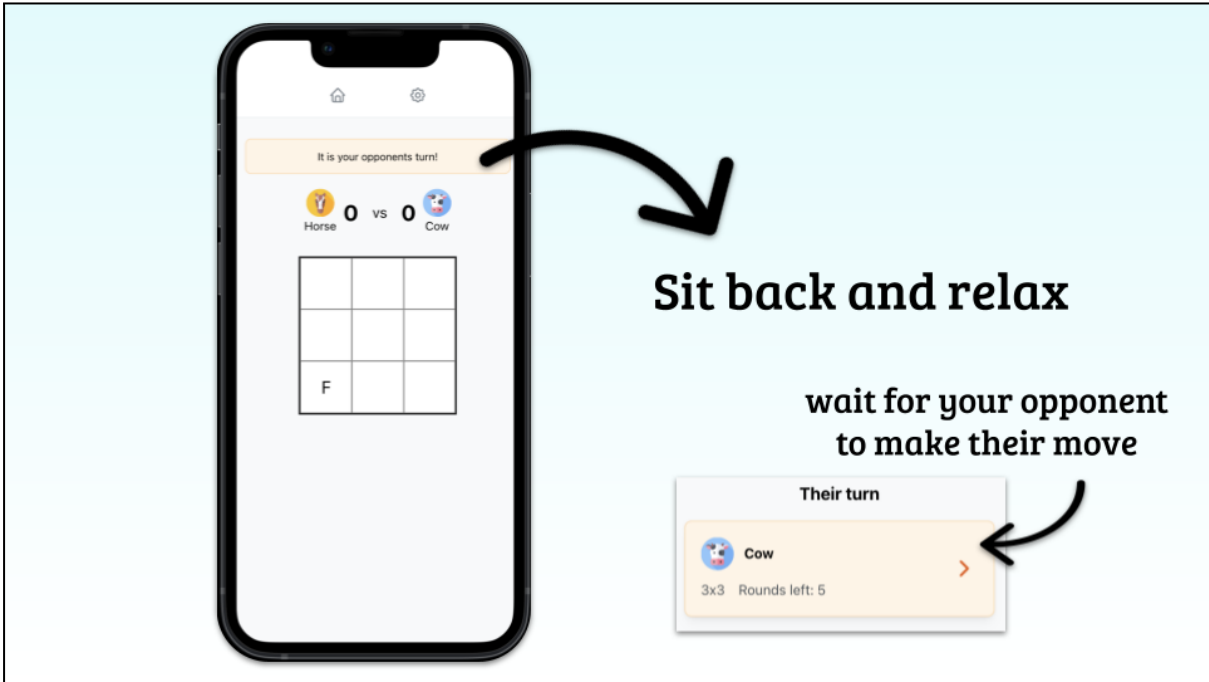 It is your opponents turn!
0 vs 0
Horse Cow
F
Sit back and relax
wait for your opponent
to make their move
Their turn
Cow
3x3 Rounds left: 5